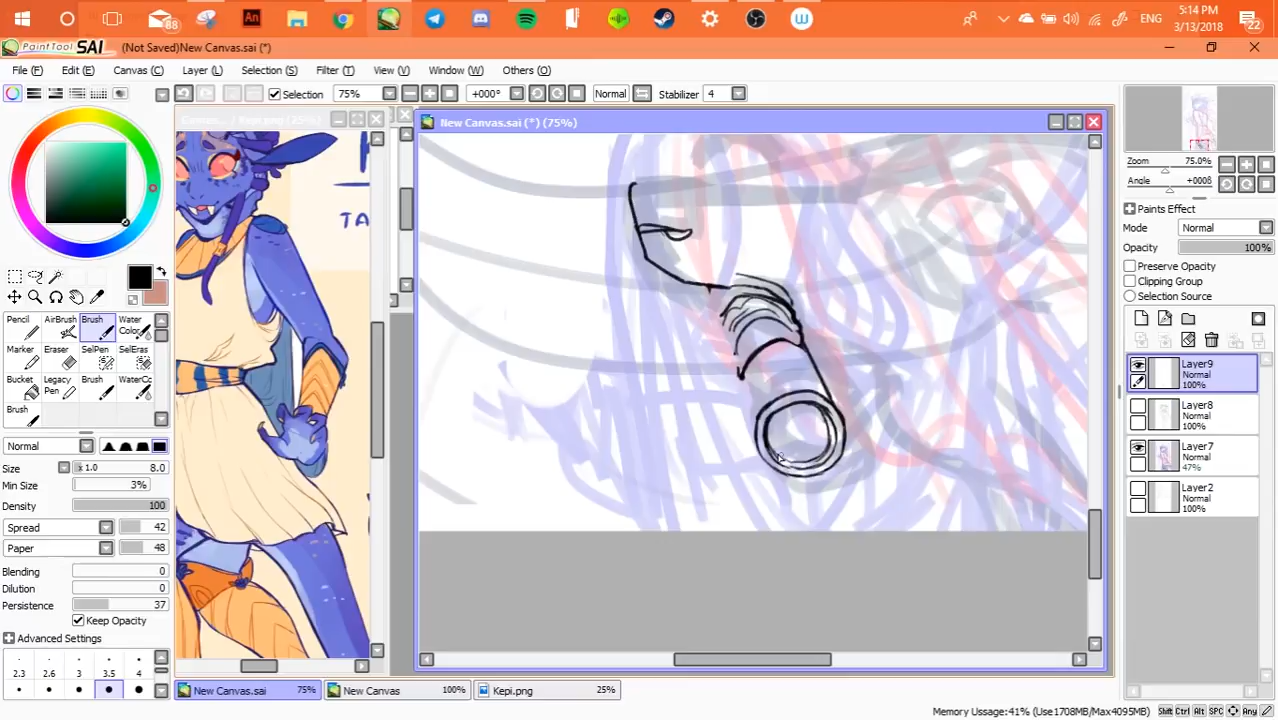 88
An
W
ENG
5:14 PM
3/13/2018
22
PaintTool SAI
(Not Saved)New Canvas.sai (*)
File (F)
Edit (E)
Canvas (C)
Layer (L)
Selection (S)
Filter (T)
View (V)
Window (W)
Others (O)
Selection
75%
+000°
Normal
Stabilizer
4
New Canvas.sai (*) (75%)
TA
Zoom
75.0%
Angle
Paints Effect
Mode
Normal
Opacity
100%
Preserve Opacity
Clipping Group
Selection Source
Layer9
Normal
100%
Layer8
Normal
100%
Layer7
Normal
47%
Layer2
Normal
100%
Pencil
AirBrush
Brush
Water
Color
Marker
Eraser
SelPen
SelEras
Bucket
Legacy
Pen
Brush
WaterCo
Brush
Normal
Size
x 1.0
8.0
Min Size
3%
Density
100
Spread
42
Paper
48
Blending
0
Dilution
0
Persistence
37
Keep Opacity
Advanced Settings
2.3
2.6
3
3.5
4
New Canvas.sai
75%
New Canvas
100%
Kepi.png
25%
Memory Ussage:41% (Use1708MB/Max4095MB)
Shift
Ctrl
Alt
SPC
Any